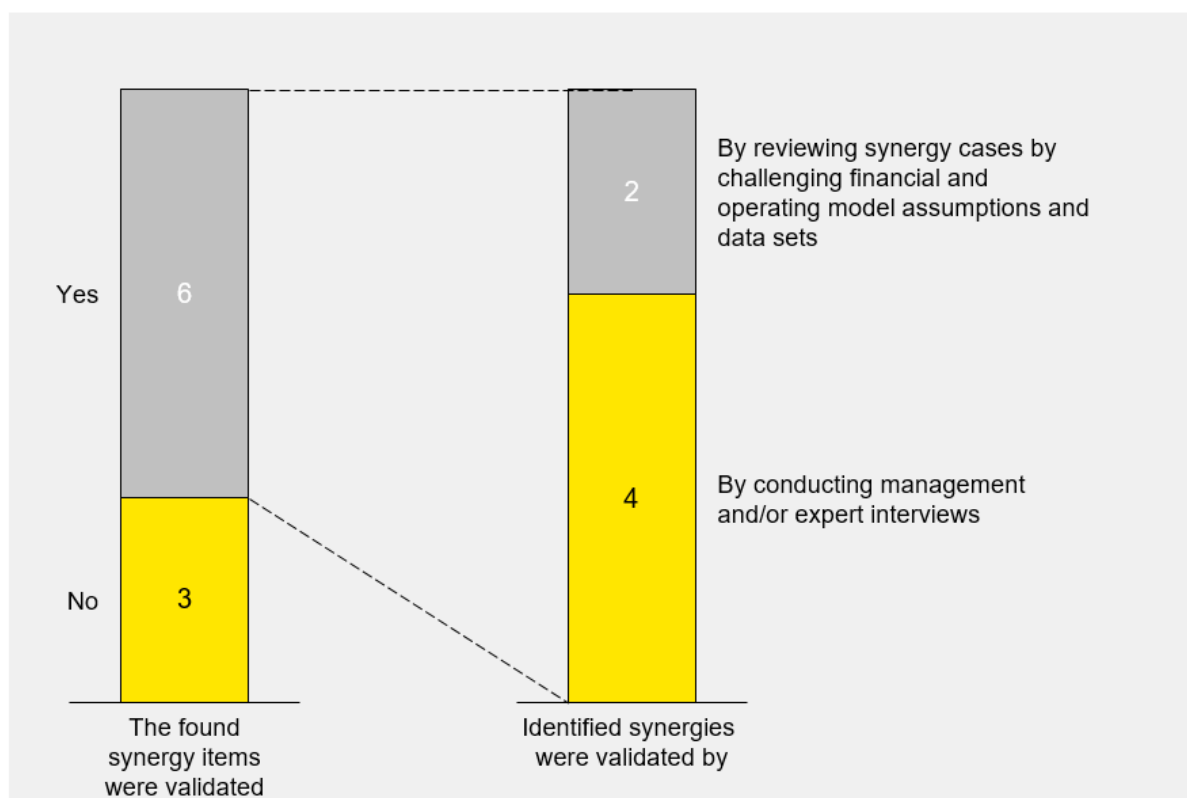 Yes
6
No
3
The found
synergy items
were validated
2
By reviewing synergy cases by
challenging financial and
operating model assumptions and
data sets
4
By conducting management
and/or expert interviews
Identified synergies
were validated by